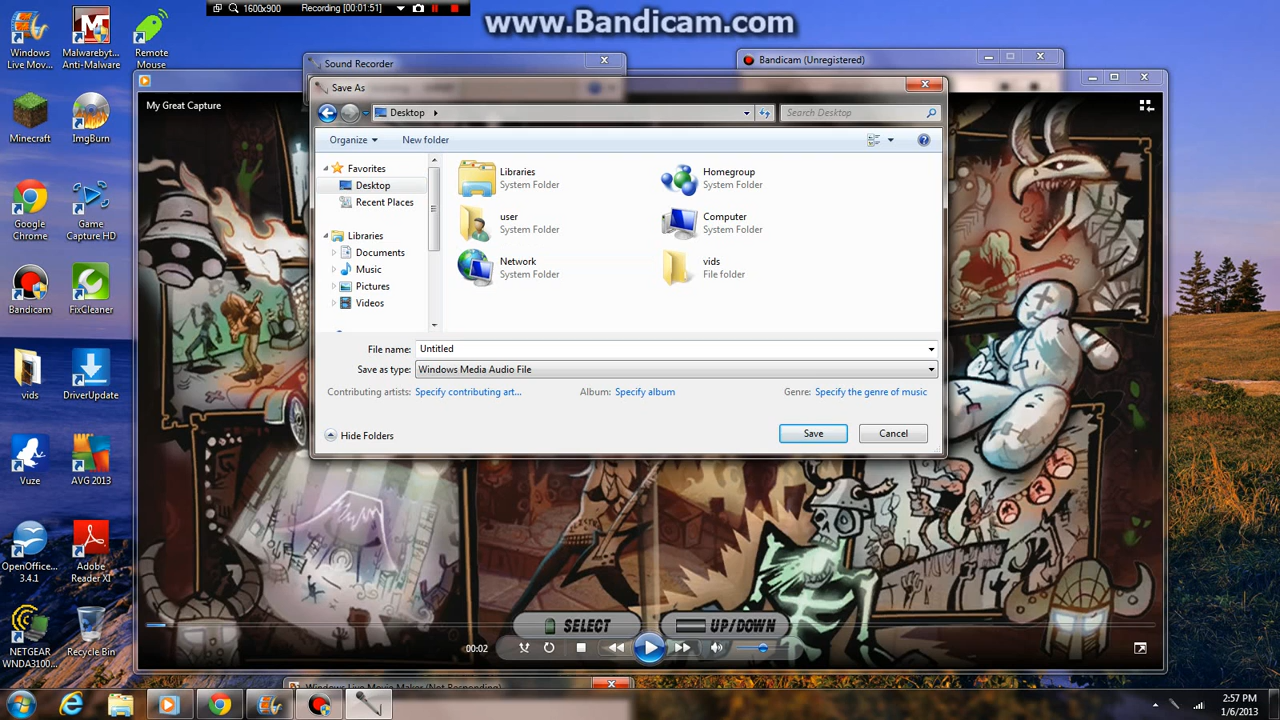 1600x900
Recording [00:01:51]
www.Bandicam.com
Windows
Live Mov...
Malwarebyt...
Anti-Malware
Remote
Mouse
Sound Recorder
Bandicam (Unregistered)
Save As
My Great Capture
Desktop
Search Desktop
Organize
New folder
Favorites
Desktop
Recent Places
Libraries
Documents
Music
Pictures
Videos
Libraries
System Folder
Homegroup
System Folder
user
System Folder
Computer
System Folder
Network
System Folder
vids
File folder
File name:
Untitled
Save as type:
Windows Media Audio File
Contributing artists:
Specify contributing art...
Album:
Specify album
Genre:
Specify the genre of music
Hide Folders
Save
Cancel
Minecraft
ImgBurn
Google
Chrome
Game
Capture HD
Bandicam
FixCleaner
vids
DriverUpdate
Vuze
AVG 2013
OpenOffice...
3.4.1
Adobe
Reader XI
NETGEAR
WNDA3100...
Recycle Bin
SELECT
UP/DOWN
00:02
Windows Live Movie Maker (Not Responding)
2:57 PM
1/6/2013